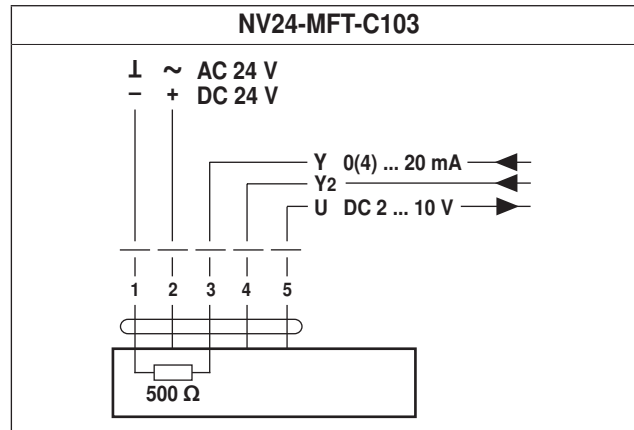 NV24-MFT-C103
⊥ ~ AC 24 V
– + DC 24 V
Y 0(4) ... 20 mA
Y2
U DC 2 ... 10 V
1 2 3 4 5
500 Ω